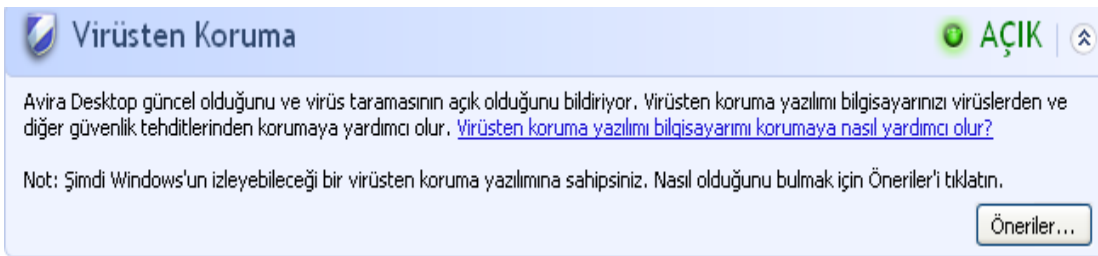 Virüsten Koruma AÇIK
Avira Desktop güncel olduğunu ve virüs taramasının açık olduğunu bildiriyor. Virüsten koruma yazılımı bilgisayarınızı virüslerden ve
diğer güvenlik tehditlerinden korumaya yardımcı olur. Virüsten koruma yazılımı bilgisayarımı korumaya nasıl yardımcı olur?
Not: Şimdi Windows'un izleyebileceği bir virüsten koruma yazılımına sahipsiniz. Nasıl olduğunu bulmak için Öneriler'i tıklatın.
Öneriler...